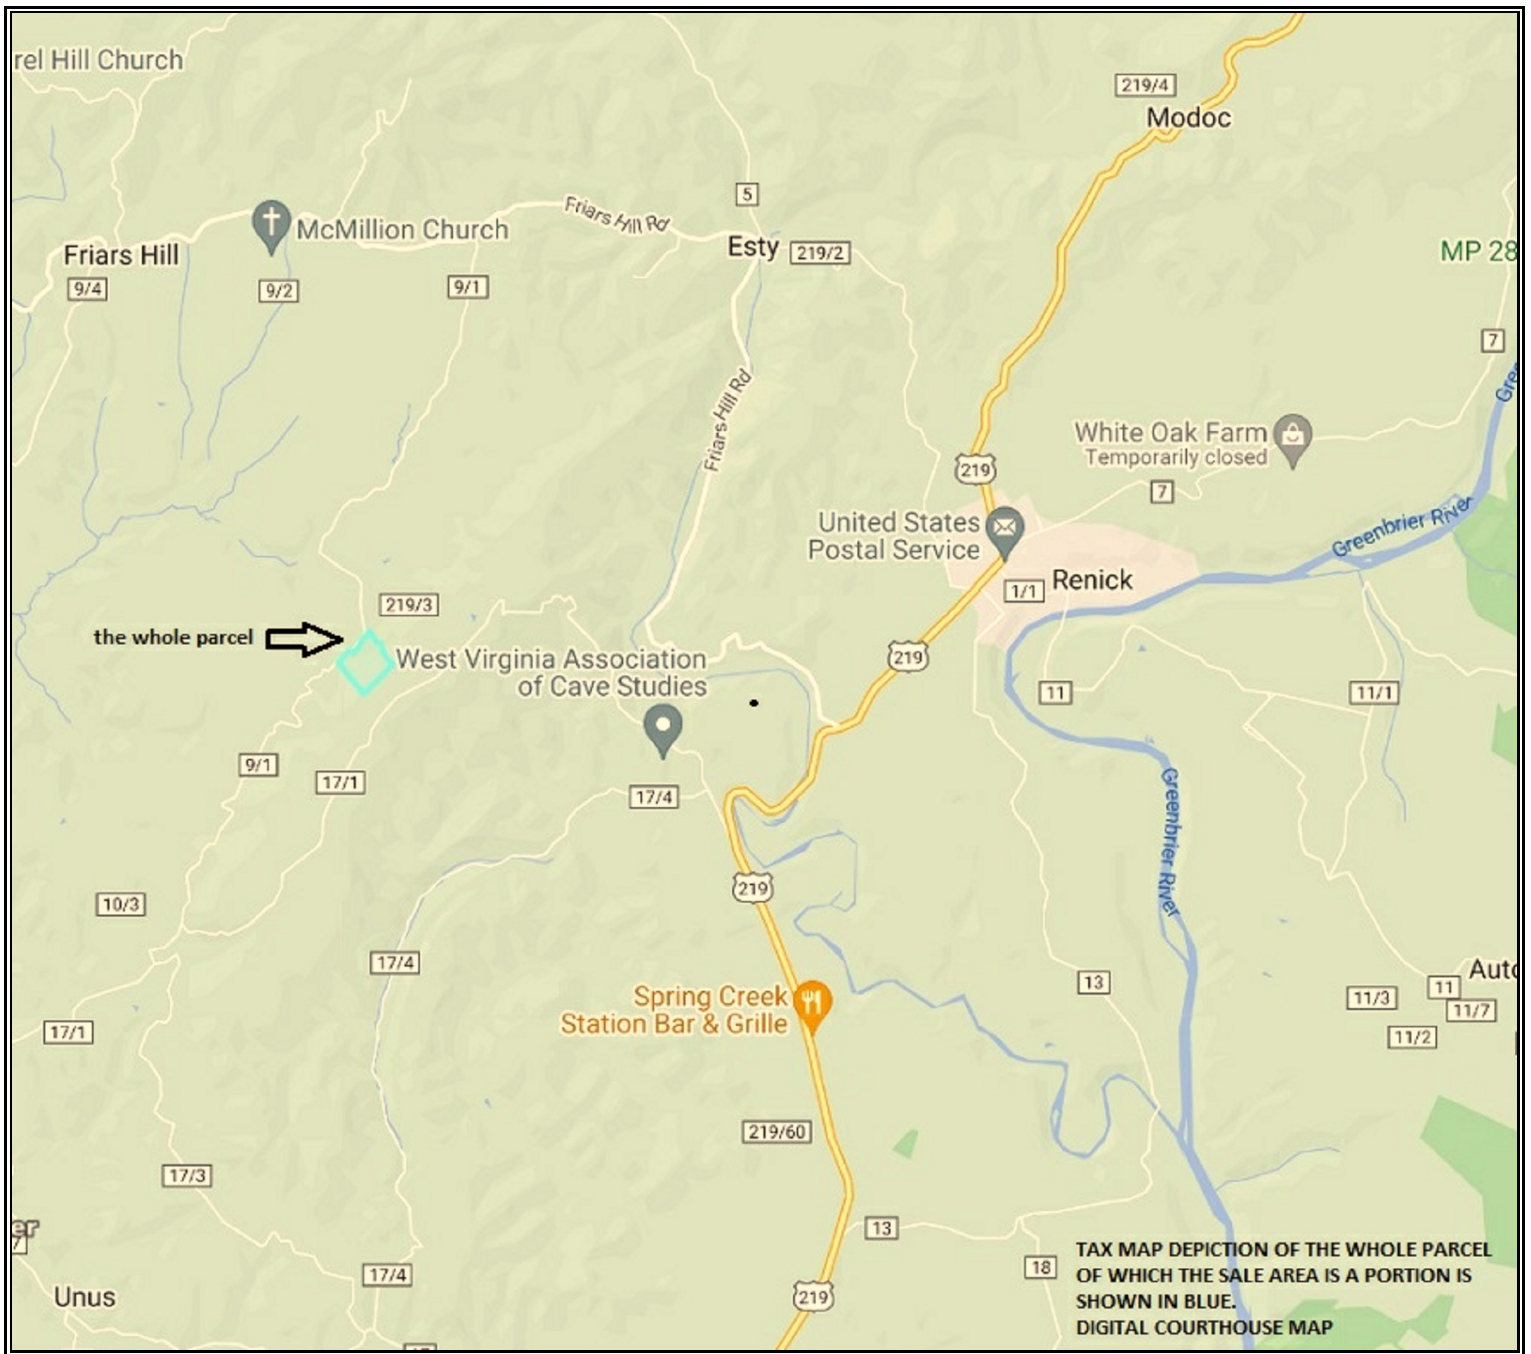 rel Hill Church
219/4
Modoc
5
Friars Hill Rd
McMillion Church
Friars Hill
Esty
219/2
MP 28
9/4
9/2
9/1
7
Gree
Friars Hill Rd
White Oak Farm
Temporarily closed
219
7
United States
Postal Service
Greenbrier River
Renick
1/1
219/3
the whole parcel
West Virginia Association
of Cave Studies
219
11
11/1
9/1
17/1
17/4
Greenbrier River
219
10/3
17/4
13
Auto
11
11/3
11/7
11/2
Spring Creek
Station Bar & Grille
17/1
219/60
17/3
er
7
13
18
17/4
Unus
219
TAX MAP DEPICTION OF THE WHOLE PARCEL
OF WHICH THE SALE AREA IS A PORTION IS
SHOWN IN BLUE.
DIGITAL COURTHOUSE MAP